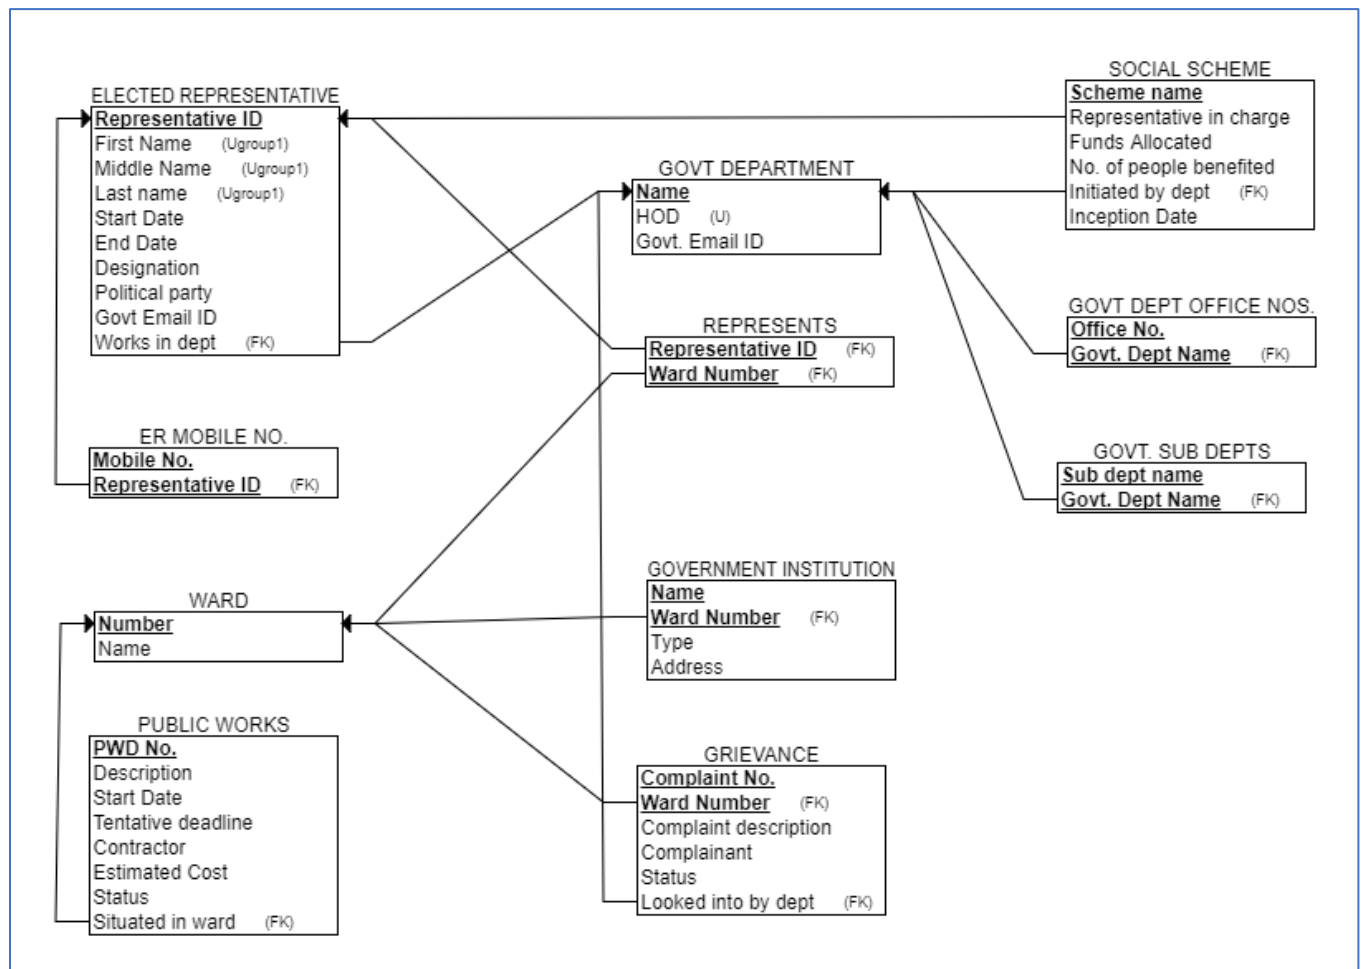 ELECTED REPRESENTATIVE
Representative ID
First Name (Ugroup1)
Middle Name (Ugroup1)
Last name (Ugroup1)
Start Date
End Date
Designation
Political party
Govt Email ID
Works in dept (FK)
ER MOBILE NO.
Mobile No.
Representative ID (FK)
WARD
Number
Name
PUBLIC WORKS
PWD No.
Description
Start Date
Tentative deadline
Contractor
Estimated Cost
Status
Situated in ward (FK)
GOVT DEPARTMENT
Name
HOD (U)
Govt. Email ID
REPRESENTS
Representative ID (FK)
Ward Number (FK)
GOVERNMENT INSTITUTION
Name
Ward Number (FK)
Type
Address
GRIEVANCE
Complaint No.
Ward Number (FK)
Complaint description
Complainant
Status
Looked into by dept (FK)
SOCIAL SCHEME
Scheme name
Representative in charge
Funds Allocated
No. of people benefited
Initiated by dept (FK)
Inception Date
GOVT DEPT OFFICE NOS.
Office No.
Govt. Dept Name (FK)
GOVT. SUB DEPTS
Sub dept name
Govt. Dept Name (FK)